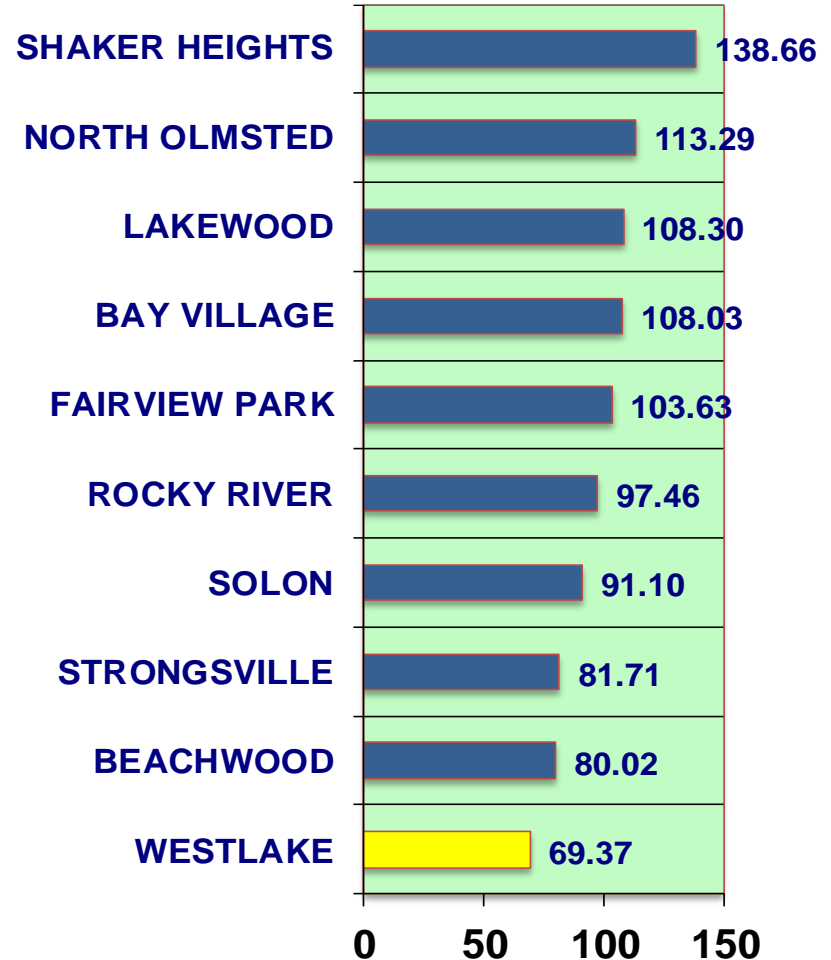 SHAKER HEIGHTS 138.66
NORTH OLMSTED 113.29
LAKEWOOD 108.30
BAY VILLAGE 108.03
FAIRVIEW PARK 103.63
ROCKY RIVER 97.46
SOLON 91.10
STRONGSVILLE 81.71
BEACHWOOD 80.02
WESTLAKE 69.37
0 50 100 150